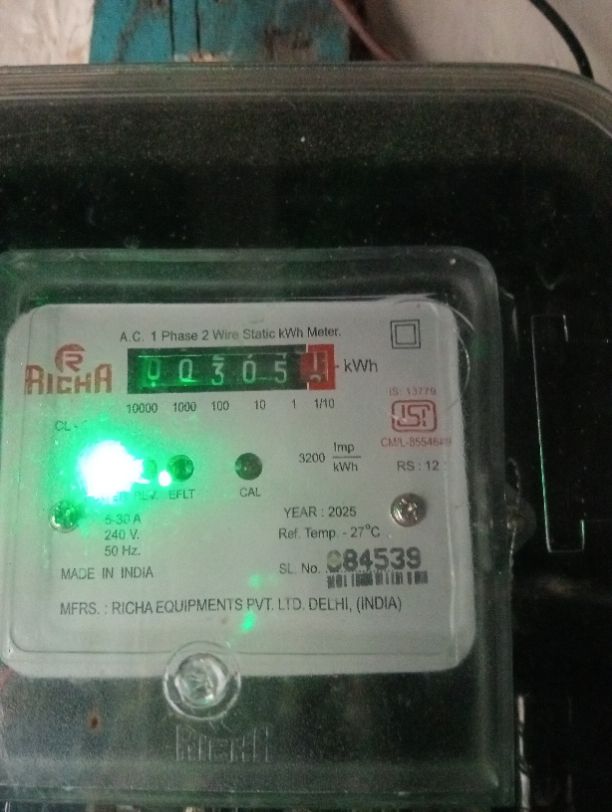 A.C. 1 Phase 2 Wire Static kWh Meter.
RICHA
0 0 3 0 5 kWh
10000 1000 100 10 1 1/10
IS: 13779
ISI
3200 Imp/kWh
RS : 12 :
EFLT CAL
5-30 A
240 V.
50 Hz.
YEAR : 2025
Ref. Temp. - 27°C
MADE IN INDIA
SL. No. 084539
MFRS. : RICHA EQUIPMENTS PVT. LTD. DELHI, (INDIA)
RICHA